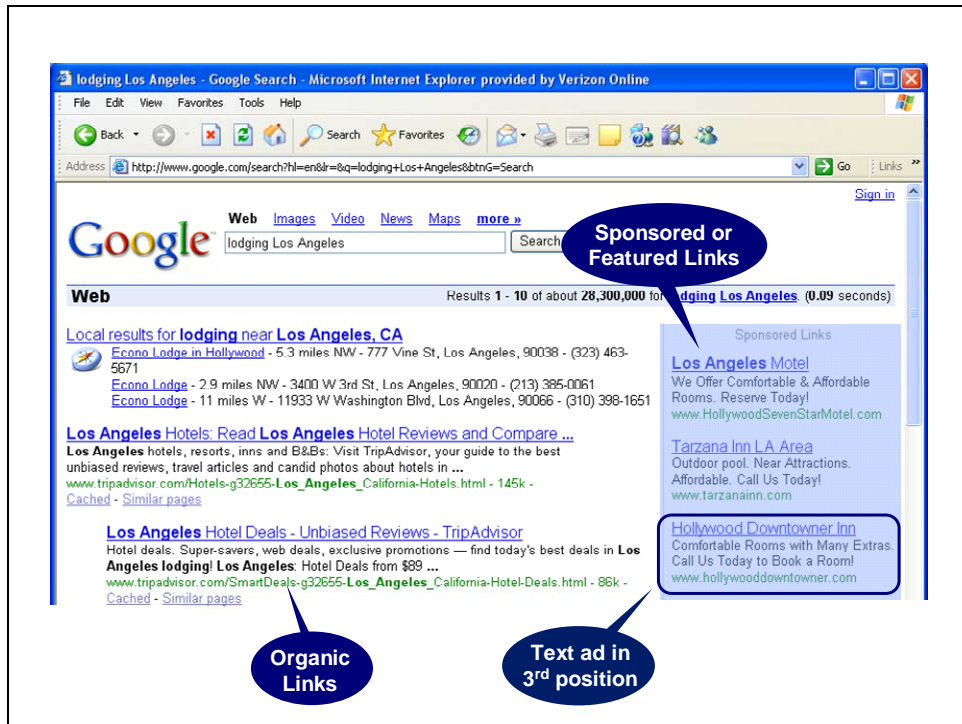 lodging Los Angeles - Google Search - Microsoft Internet Explorer provided by Verizon Online
File Edit View Favorites Tools Help
Back Search Favorites
Address http://www.google.com/search?hl=en&lr=&q=lodging+Los+Angeles&btnG=Search Go Links »
Sign in
Google™
Web Images Video News Maps more »
lodging Los Angeles Search
Sponsored or
Featured Links
Web Results 1 - 10 of about 28,300,000 for lodging Los Angeles. (0.09 seconds)
Local results for lodging near Los Angeles, CA
Econo Lodge in Hollywood - 5.3 miles NW - 777 Vine St, Los Angeles, 90038 - (323) 463-
5671
Econo Lodge - 2.9 miles NW - 3400 W 3rd St, Los Angeles, 90020 - (213) 385-0061
Econo Lodge - 11 miles W - 11933 W Washington Blvd, Los Angeles, 90066 - (310) 398-1651
Los Angeles Hotels: Read Los Angeles Hotel Reviews and Compare ...
Los Angeles hotels, resorts, inns and B&Bs: Visit TripAdvisor, your guide to the best
unbiased reviews, travel articles and candid photos about hotels in ...
www.tripadvisor.com/Hotels-g32655-Los_Angeles_California-Hotels.html - 145k -
Cached - Similar pages
Los Angeles Hotel Deals - Unbiased Reviews - TripAdvisor
Hotel deals. Super-savers, web deals, exclusive promotions — find today's best deals in Los
Angeles lodging! Los Angeles: Hotel Deals from $89 ...
www.tripadvisor.com/SmartDeals-g32655-Los_Angeles_California-Hotel-Deals.html - 86k -
Cached - Similar pages
Sponsored Links
Los Angeles Motel
We Offer Comfortable & Affordable
Rooms. Reserve Today!
www.HollywoodSevenStarMotel.com
Tarzana Inn LA Area
Outdoor pool. Near Attractions.
Affordable. Call Us Today!
www.tarzanainn.com
Hollywood Downtowner Inn
Comfortable Rooms with Many Extras.
Call Us Today to Book a Room!
www.hollywooddowntowner.com
Organic
Links
Text ad in
3rd position